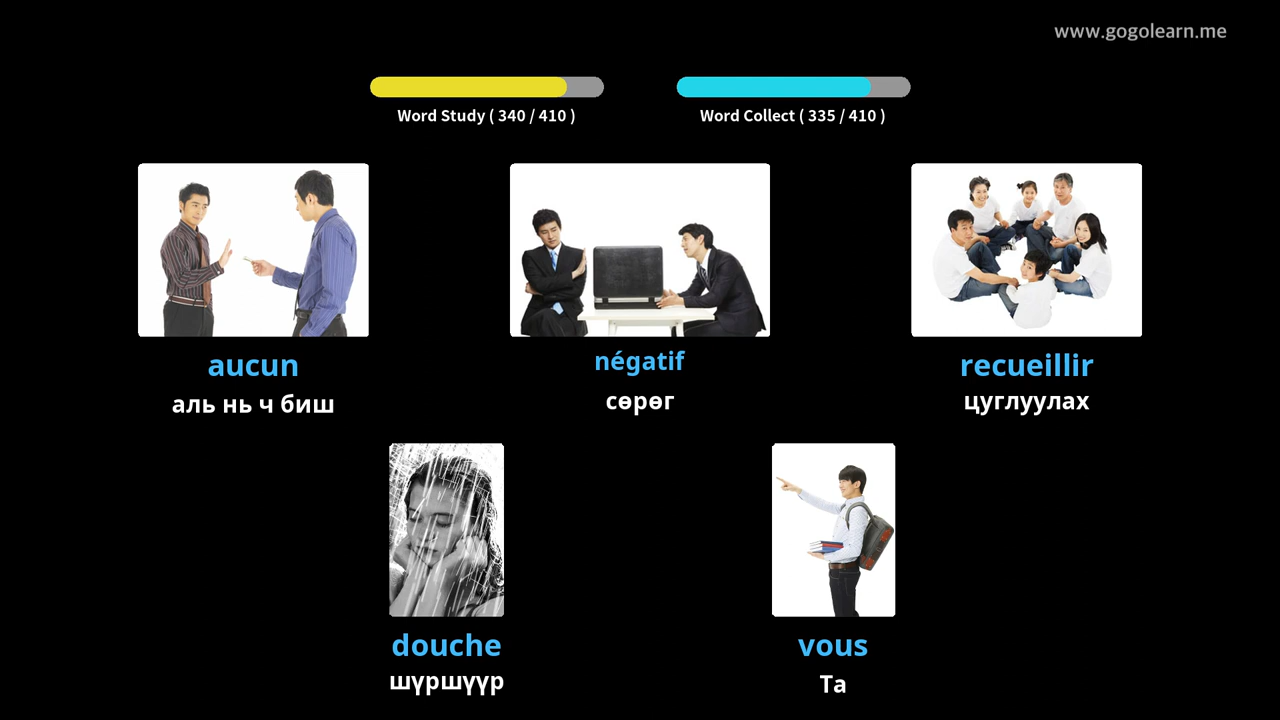 www.gogolearn.me
Word Study ( 340 / 410 )
Word Collect ( 335 / 410 )
aucun
négatif
recueillir
аль нь ч биш
сөрөг
цуглуулах
douche
vous
шүршүүр
Та